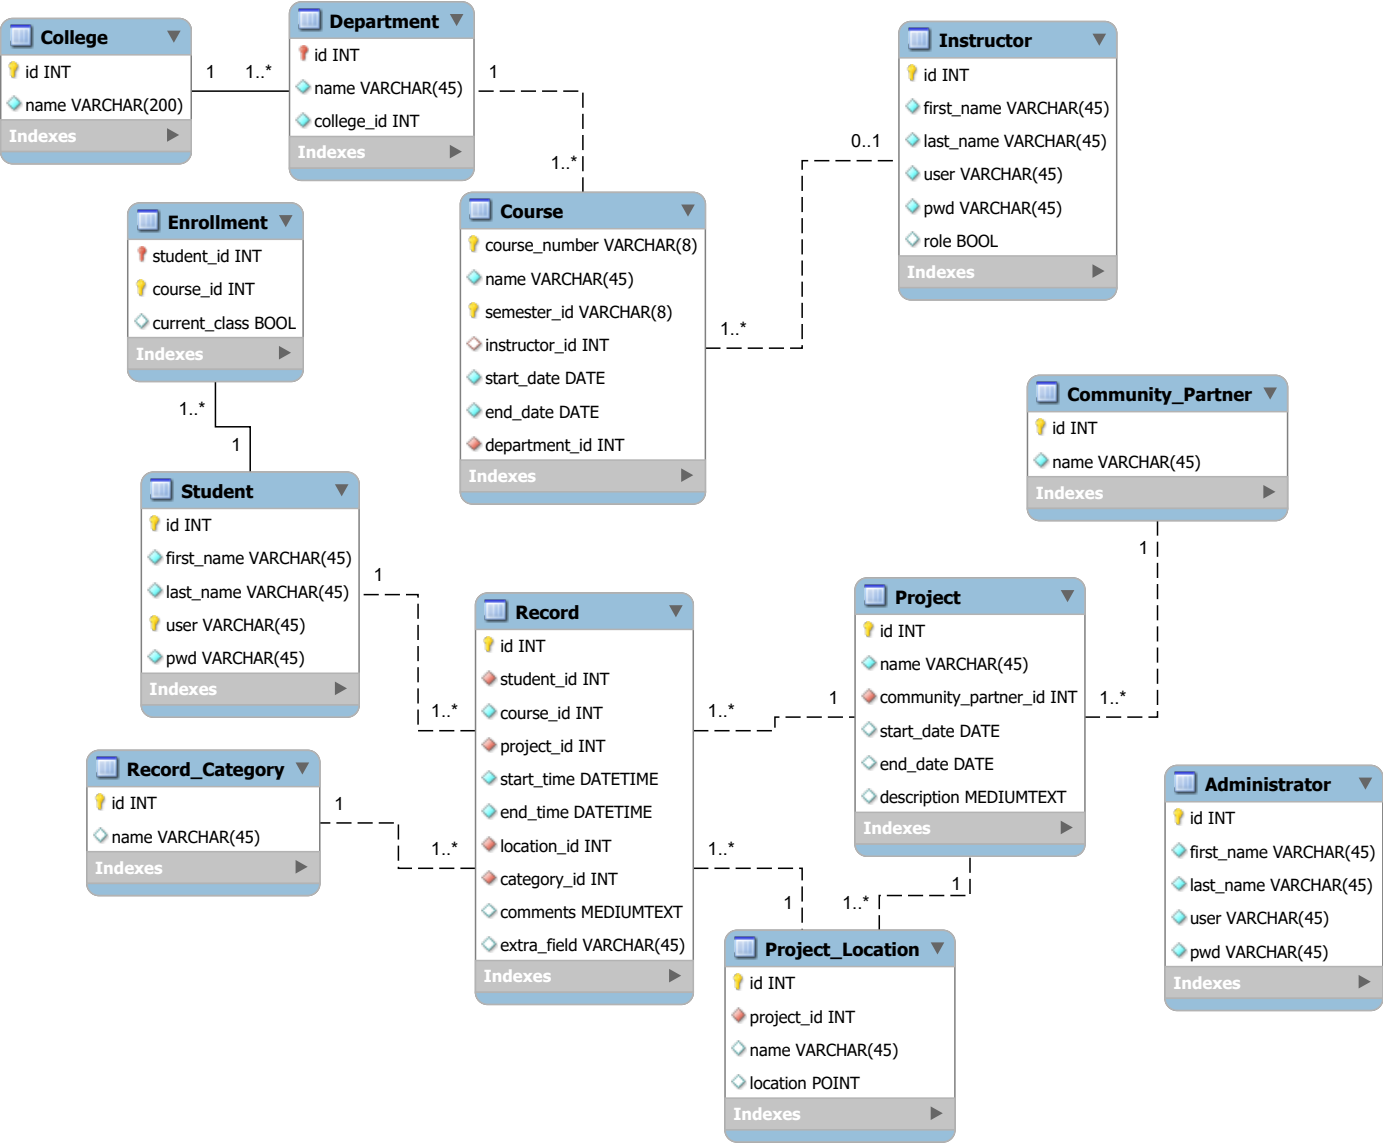 College
id INT
name VARCHAR(200)
Indexes
1
1..*
Department
id INT
name VARCHAR(45)
college_id INT
Indexes
1
1..*
Instructor
id INT
first_name VARCHAR(45)
last_name VARCHAR(45)
user VARCHAR(45)
pwd VARCHAR(45)
role BOOL
Indexes
0..1
1..*
Enrollment
student_id INT
course_id INT
current_class BOOL
Indexes
1..*
1
Course
course_number VARCHAR(8)
name VARCHAR(45)
semester_id VARCHAR(8)
instructor_id INT
start_date DATE
end_date DATE
department_id INT
Indexes
Community_Partner
id INT
name VARCHAR(45)
Indexes
1
1..*
Student
id INT
first_name VARCHAR(45)
last_name VARCHAR(45)
user VARCHAR(45)
pwd VARCHAR(45)
Indexes
1
1..*
Record
id INT
student_id INT
course_id INT
project_id INT
start_time DATETIME
end_time DATETIME
location_id INT
category_id INT
comments MEDIUMTEXT
extra_field VARCHAR(45)
Indexes
1..*
1
Project
id INT
name VARCHAR(45)
community_partner_id INT
start_date DATE
end_date DATE
description MEDIUMTEXT
Indexes
Record_Category
id INT
name VARCHAR(45)
Indexes
1
1..*
1..*
1
1..*
1
Project_Location
id INT
project_id INT
name VARCHAR(45)
location POINT
Indexes
Administrator
id INT
first_name VARCHAR(45)
last_name VARCHAR(45)
user VARCHAR(45)
pwd VARCHAR(45)
Indexes